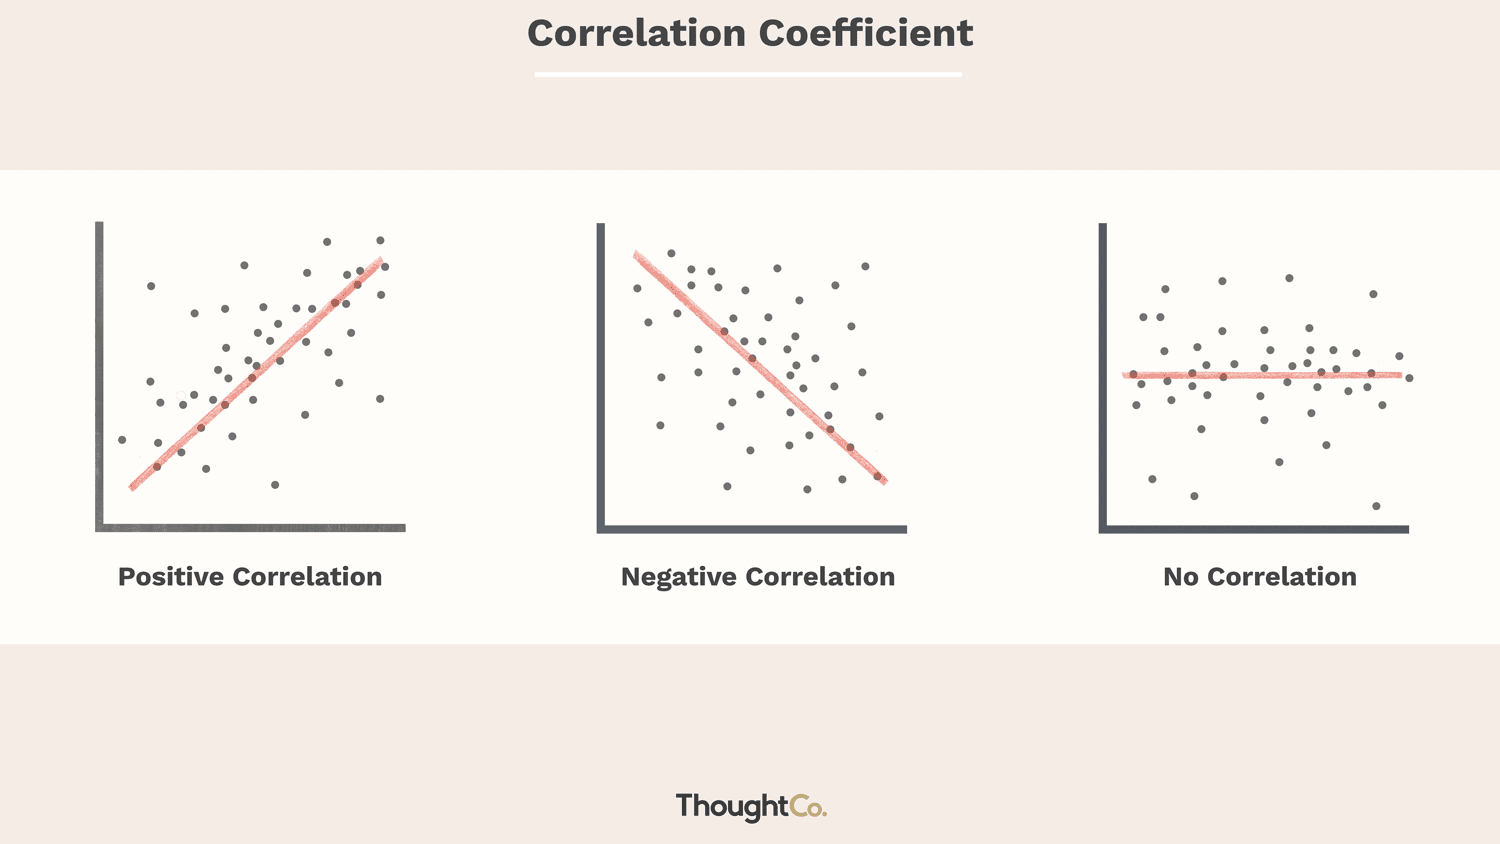 Correlation Coefficient
Positive Correlation
Negative Correlation
No Correlation
ThoughtCo.